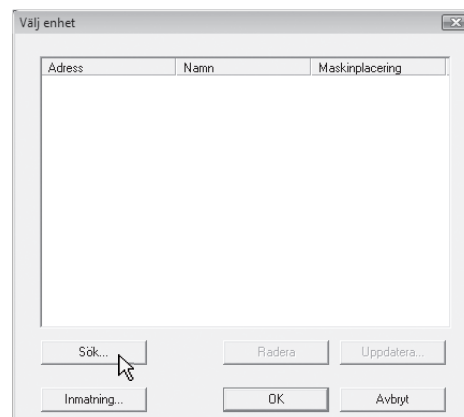 Välj enhet
Adress Namn Maskinplacering
Sök... Radera Uppdatera...
Inmatning... OK Avbryt